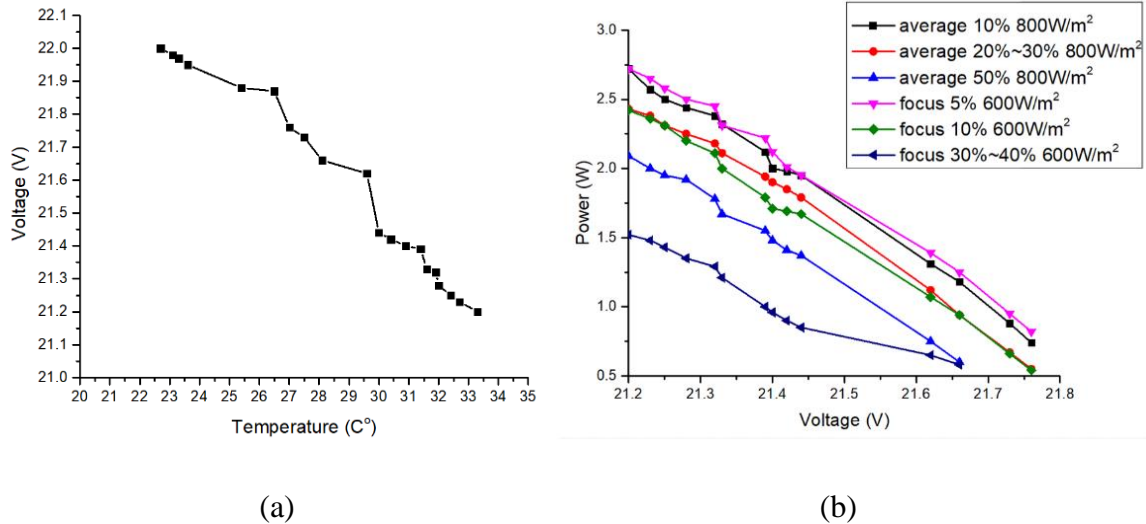 22.1
22.0
21.9
21.8
21.7
21.6
21.5
21.4
21.3
21.2
21.1
21.0
Voltage (V)
20 21 22 23 24 25 26 27 28 29 30 31 32 33 34 35
Temperature (C°)
(a)
average 10% 800W/m²
average 20%~30% 800W/m²
average 50% 800W/m²
focus 5% 600W/m²
focus 10% 600W/m²
focus 30%~40% 600W/m²
3.0
2.5
2.0
1.5
1.0
0.5
Power (W)
21.2 21.3 21.4 21.5 21.6 21.7 21.8
Voltage (V)
(b)